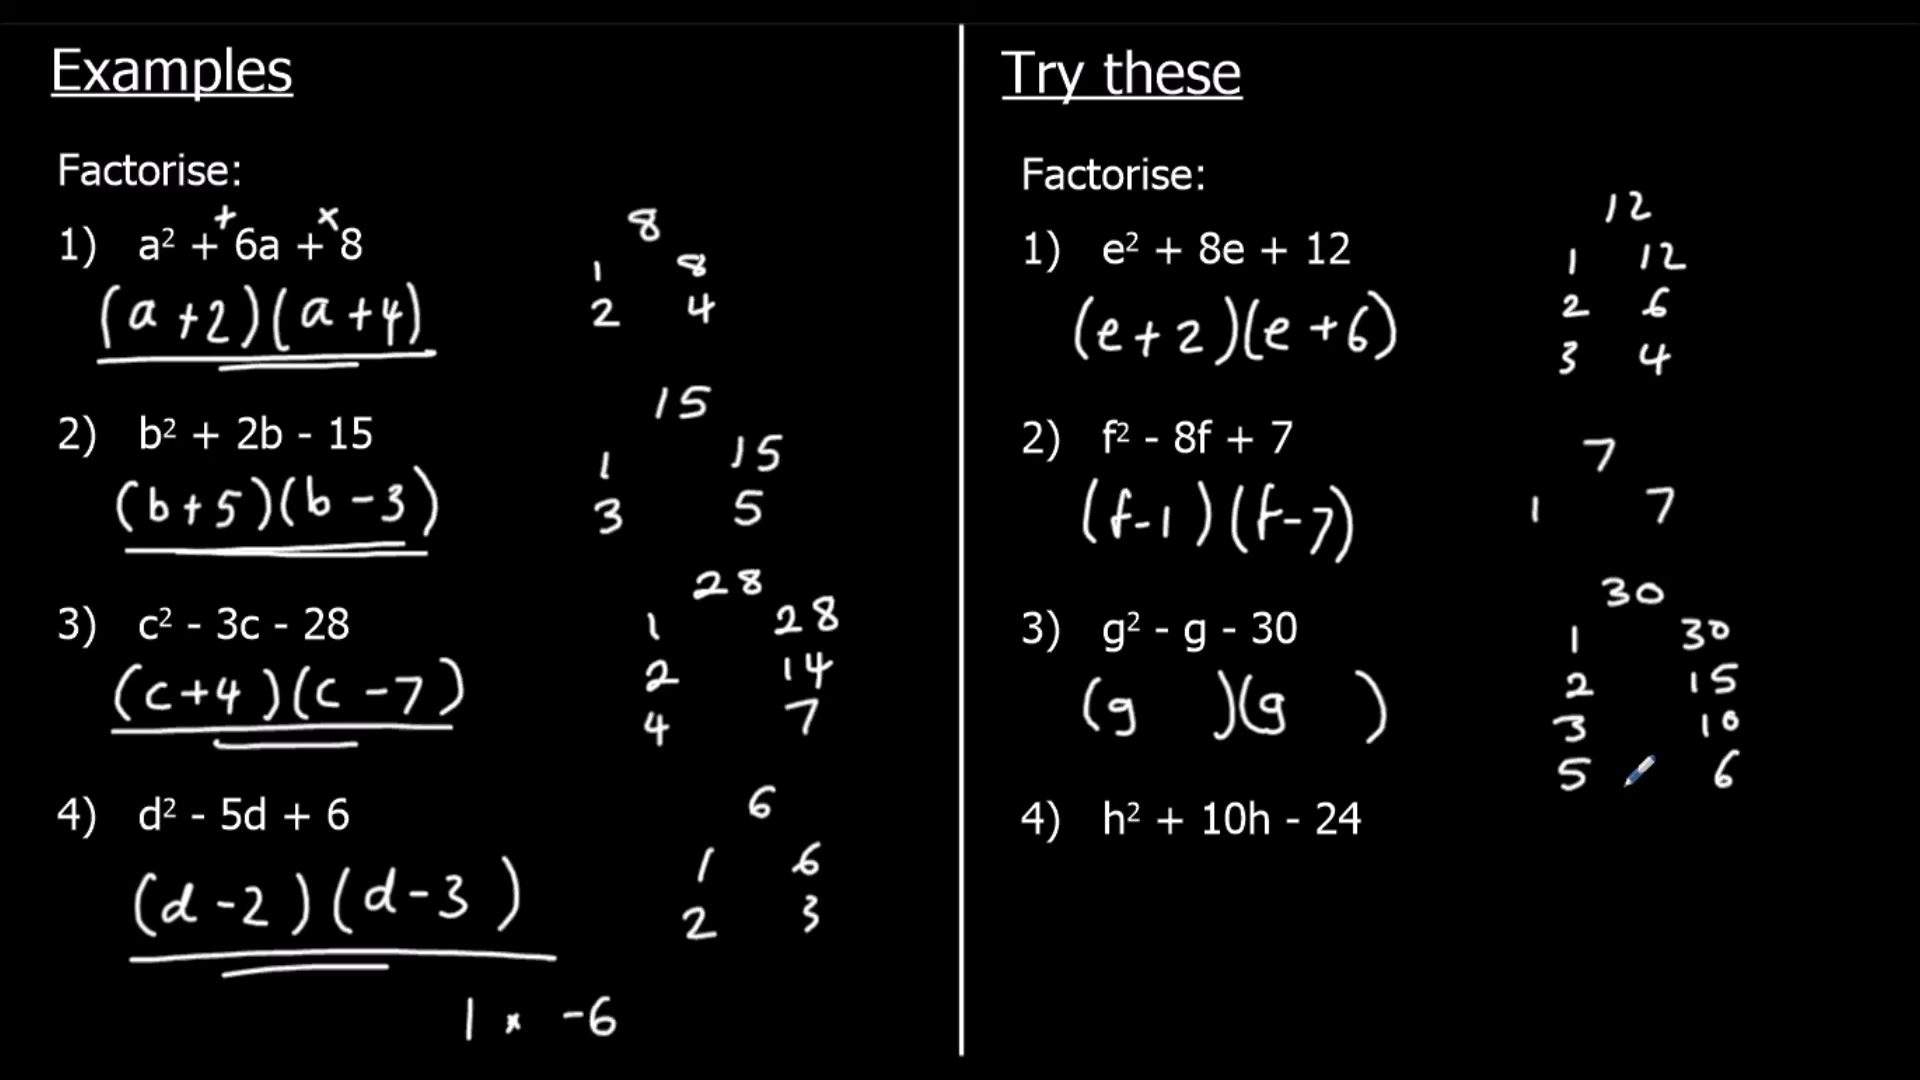 Examples
Factorise:
+ ×
1) a² + 6a + 8
(a + 2)(a + 4)
8
1 8
2 4
2) b² + 2b - 15
(b + 5)(b - 3)
15
1 15
3 5
3) c² - 3c - 28
(c + 4)(c - 7)
28
1 28
2 14
4 7
4) d² - 5d + 6
(d - 2)(d - 3)
6
1 6
2 3
1 × -6
Try these
Factorise:
1) e² + 8e + 12
(e + 2)(e + 6)
12
1 12
2 6
3 4
2) f² - 8f + 7
(f - 1)(f - 7)
7
1 7
3) g² - g - 30
(g )(g )
30
1 30
2 15
3 10
5 6
4) h² + 10h - 24